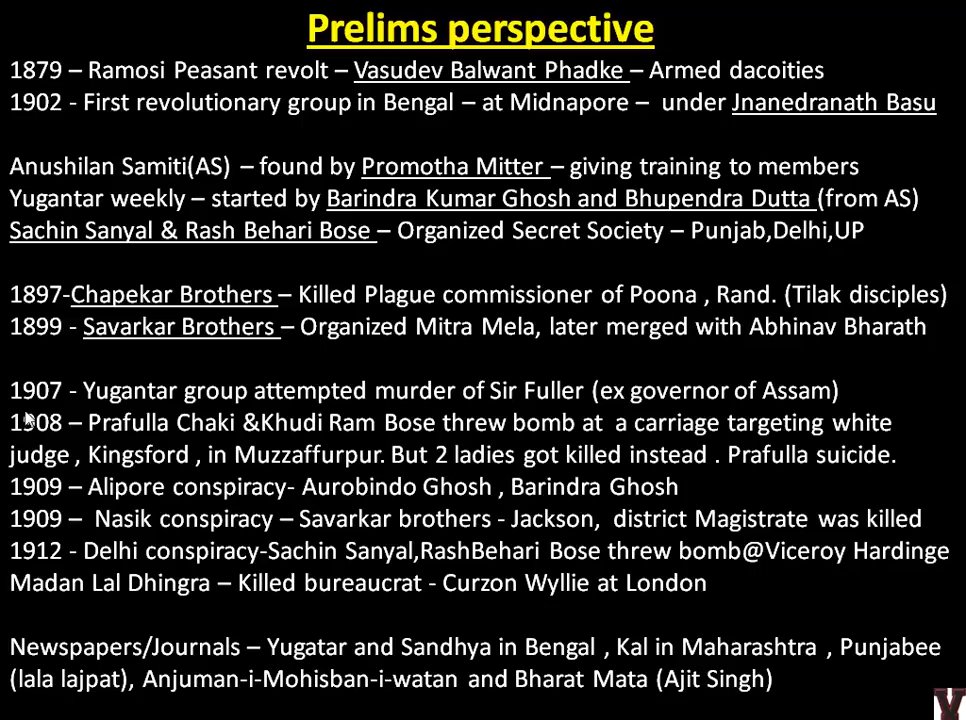 Prelims perspective
1879 – Ramosi Peasant revolt – Vasudev Balwant Phadke – Armed dacoities
1902 - First revolutionary group in Bengal – at Midnapore – under Jnanedranath Basu
Anushilan Samiti(AS) – found by Promotha Mitter – giving training to members
Yugantar weekly – started by Barindra Kumar Ghosh and Bhupendra Dutta (from AS)
Sachin Sanyal & Rash Behari Bose – Organized Secret Society – Punjab,Delhi,UP
1897-Chapekar Brothers – Killed Plague commissioner of Poona , Rand. (Tilak disciples)
1899 - Savarkar Brothers – Organized Mitra Mela, later merged with Abhinav Bharath
1907 - Yugantar group attempted murder of Sir Fuller (ex governor of Assam)
1908 – Prafulla Chaki &Khudi Ram Bose threw bomb at a carriage targeting white
judge , Kingsford , in Muzzaffurpur. But 2 ladies got killed instead . Prafulla suicide.
1909 – Alipore conspiracy- Aurobindo Ghosh , Barindra Ghosh
1909 – Nasik conspiracy – Savarkar brothers - Jackson, district Magistrate was killed
1912 - Delhi conspiracy-Sachin Sanyal,RashBehari Bose threw bomb@Viceroy Hardinge
Madan Lal Dhingra – Killed bureaucrat - Curzon Wyllie at London
Newspapers/Journals – Yugatar and Sandhya in Bengal , Kal in Maharashtra , Punjabee
(lala lajpat), Anjuman-i-Mohisban-i-watan and Bharat Mata (Ajit Singh)
V